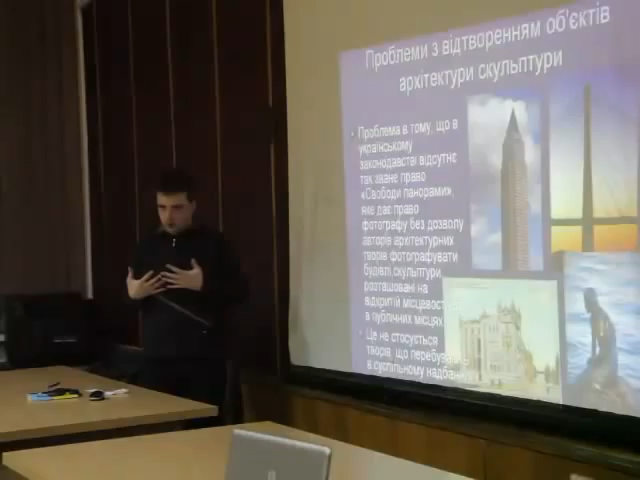 Проблеми з відтворенням об'єктів
архітектури скульптури
Проблема в тому, що в
українському
законодавстві відсутнє
так зване право
«Свободи панорами»,
яке дає право
фотографу без дозволу
авторів архітектурних
творів фотографувати
будівлі,скульптури
розташовані на
відкритій місцевості
в публічних місцях
Це не стосується
творів, що перебувають
в суспільному надбанні